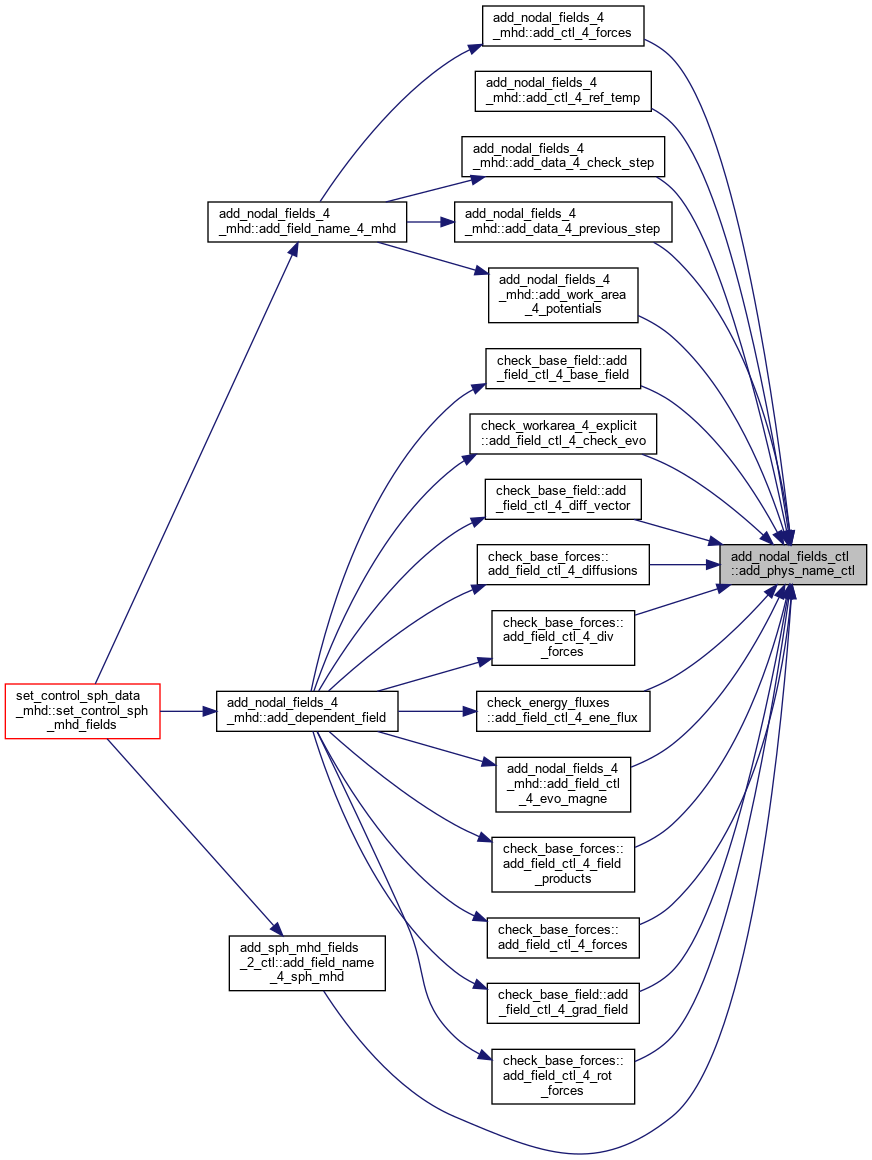 add_nodal_fields_4
_mhd::add_ctl_4_forces
add_nodal_fields_4
_mhd::add_ctl_4_ref_temp
add_nodal_fields_4
_mhd::add_data_4_check_step
add_nodal_fields_4
_mhd::add_field_name_4_mhd
add_nodal_fields_4
_mhd::add_data_4_previous_step
add_nodal_fields_4
_mhd::add_work_area
_4_potentials
check_base_field::add
_field_ctl_4_base_field
check_workarea_4_explicit
::add_field_ctl_4_check_evo
check_base_field::add
_field_ctl_4_diff_vector
check_base_forces::
add_field_ctl_4_diffusions
add_nodal_fields_ctl
::add_phys_name_ctl
check_base_forces::
add_field_ctl_4_div
_forces
set_control_sph_data
_mhd::set_control_sph
_mhd_fields
add_nodal_fields_4
_mhd::add_dependent_field
check_energy_fluxes
::add_field_ctl_4_ene_flux
add_nodal_fields_4
_mhd::add_field_ctl
_4_evo_magne
check_base_forces::
add_field_ctl_4_field
_products
check_base_forces::
add_field_ctl_4_forces
add_sph_mhd_fields
_2_ctl::add_field_name
_4_sph_mhd
check_base_field::add
_field_ctl_4_grad_field
check_base_forces::
add_field_ctl_4_rot
_forces